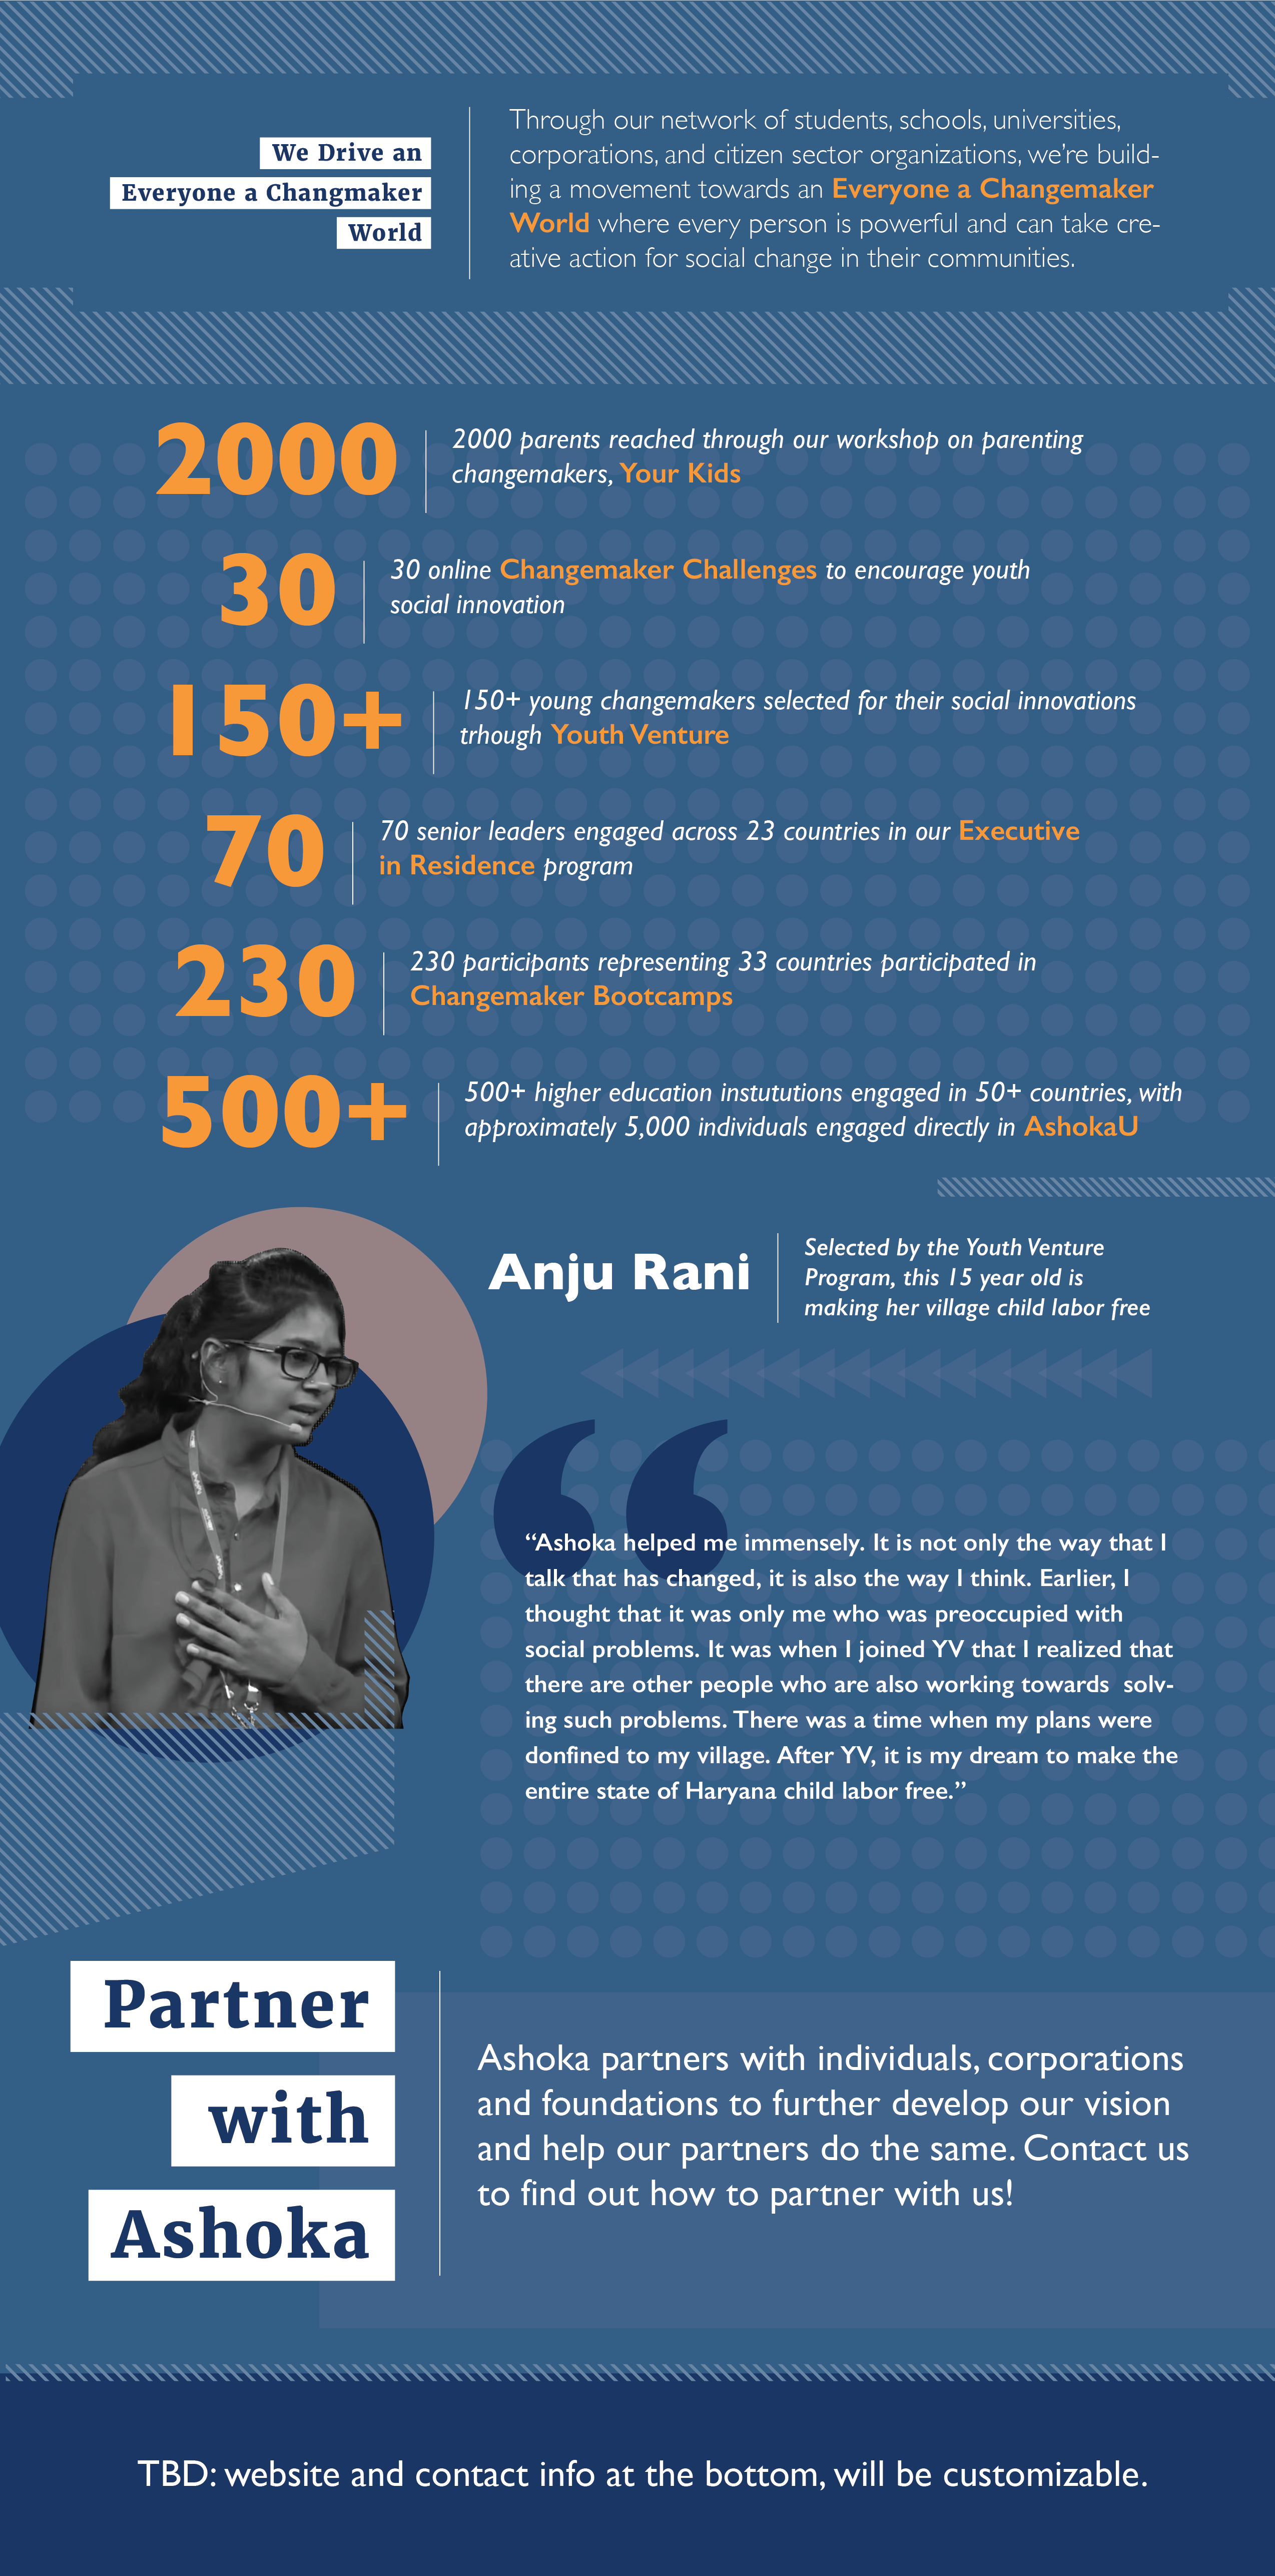 We Drive an
Everyone a Changmaker
World
Through our network of students, schools, universities,
corporations, and citizen sector organizations, we're build-
ing a movement towards an Everyone a Changemaker
World where every person is powerful and can take cre-
ative action for social change in their communities.
2000
2000 parents reached through our workshop on parenting
changemakers, Your Kids
30
30 online Changemaker Challenges to encourage youth
social innovation
150+
150+ young changemakers selected for their social innovations
trhough Youth Venture
70
70 senior leaders engaged across 23 countries in our Executive
in Residence program
230
230 participants representing 33 countries participated in
Changemaker Bootcamps
500+
500+ higher education instututions engaged in 50+ countries, with
approximately 5,000 individuals engaged directly in AshokaU
Anju Rani
Selected by the Youth Venture
Program, this 15 year old is
making her village child labor free
“Ashoka helped me immensely. It is not only the way that I
talk that has changed, it is also the way I think. Earlier, I
thought that it was only me who was preoccupied with
social problems. It was when I joined YV that I realized that
there are other people who are also working towards  solv-
ing such problems. There was a time when my plans were
donfined to my village. After YV, it is my dream to make the
entire state of Haryana child labor free.”
Partner
with
Ashoka
Ashoka partners with individuals, corporations
and foundations to further develop our vision
and help our partners do the same. Contact us
to find out how to partner with us!
TBD: website and contact info at the bottom, will be customizable.